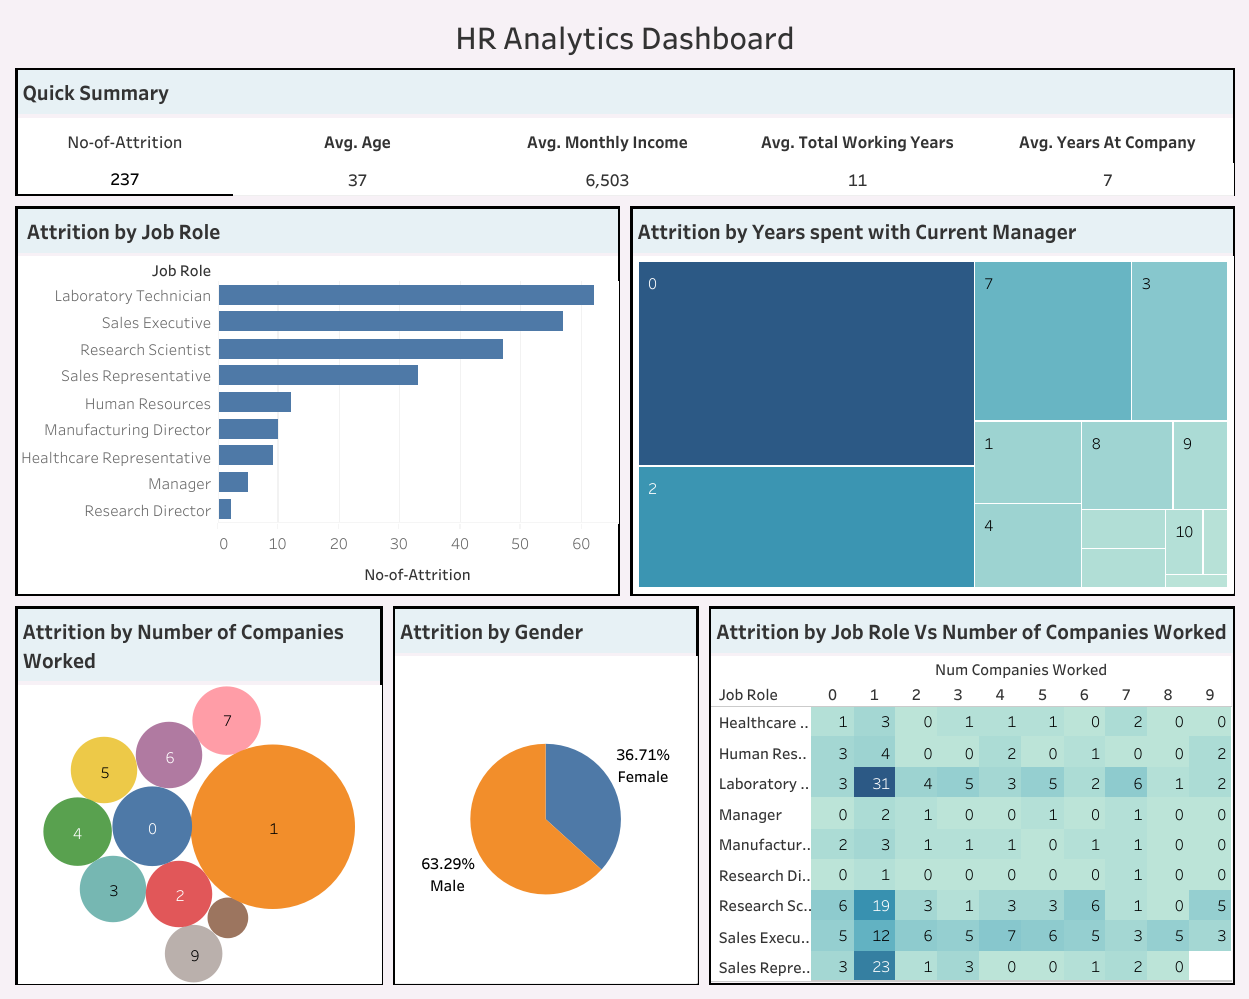 HR Analytics Dashboard
Quick Summary
No-of-Attrition Avg. Age Avg. Monthly Income Avg. Total Working Years Avg. Years At Company
237 37 6,503 11 7
Attrition by Job Role
Job Role
Laboratory Technician
Sales Executive
Research Scientist
Sales Representative
Human Resources
Manufacturing Director
Healthcare Representative
Manager
Research Director
0 10 20 30 40 50 60
No-of-Attrition
Attrition by Years spent with Current Manager
0 7 3
1 8 9
2
4 10
Attrition by Number of Companies
Worked
7
6
5
4 0 1
3 2
9
Attrition by Gender
36.71%
Female
63.29%
Male
Attrition by Job Role Vs Number of Companies Worked
Num Companies Worked
Job Role 0 1 2 3 4 5 6 7 8 9
Healthcare .. 1 3 0 1 1 1 0 2 0 0
Human Res.. 3 4 0 0 2 0 1 0 0 2
Laboratory .. 3 31 4 5 3 5 2 6 1 2
Manager 0 2 1 0 0 1 0 1 0 0
Manufactur.. 2 3 1 1 1 0 1 1 0 0
Research Di.. 0 1 0 0 0 0 0 1 0 0
Research Sc.. 6 19 3 1 3 3 6 1 0 5
Sales Execu.. 5 12 6 5 7 6 5 3 5 3
Sales Repre.. 3 23 1 3 0 0 1 2 0